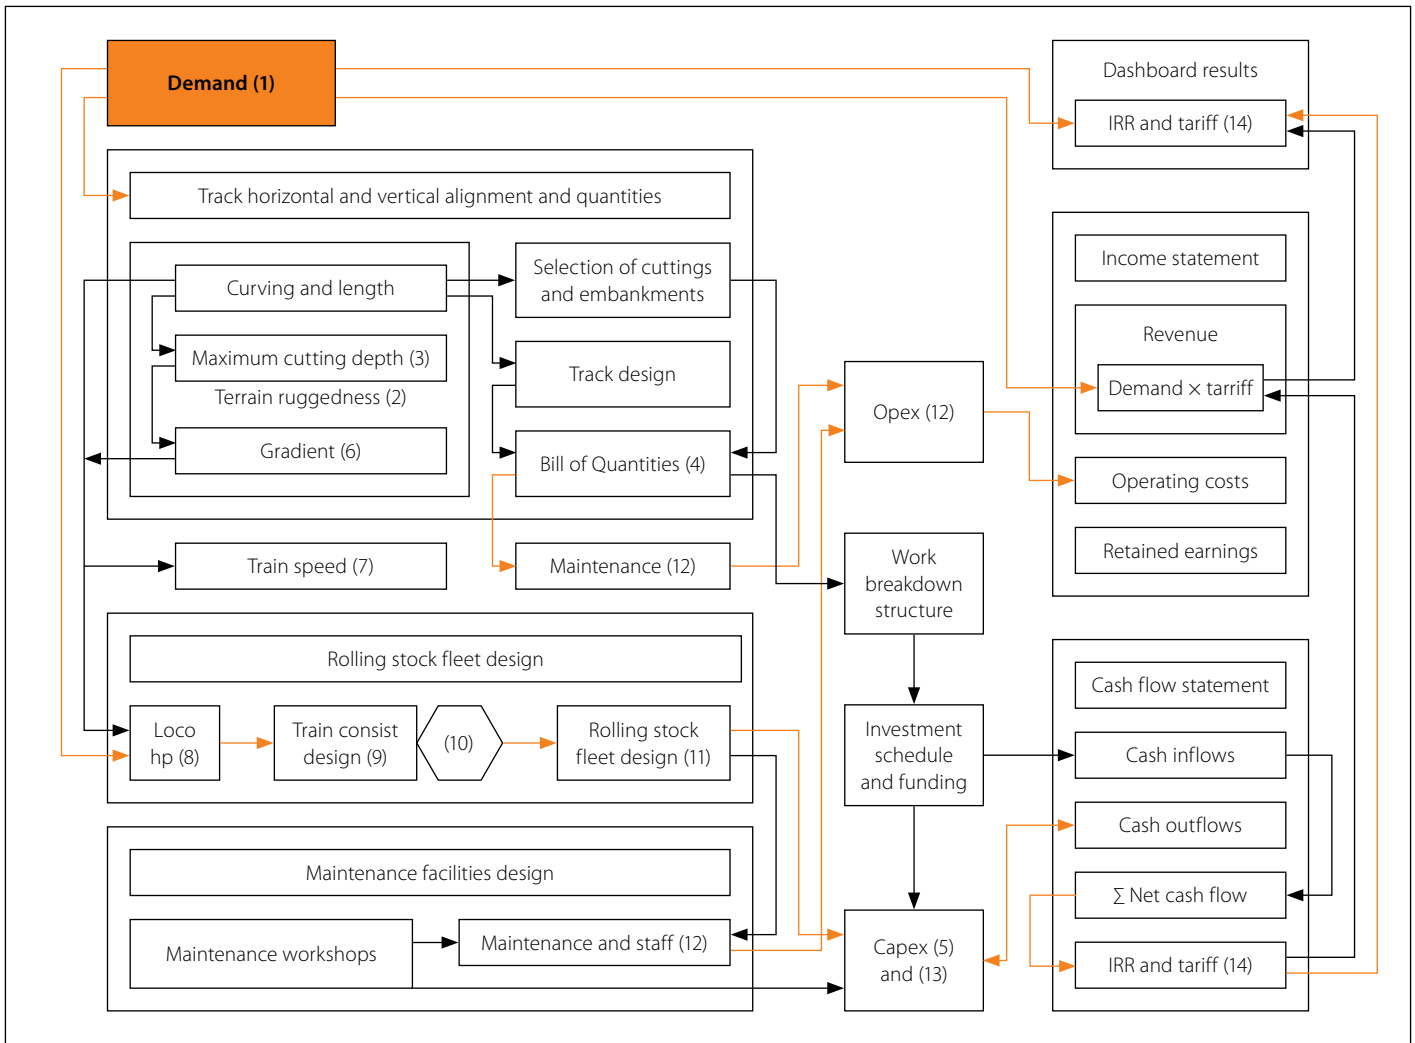 Demand (1)
Dashboard results
IRR and tariff (14)
Track horizontal and vertical alignment and quantities
Curving and length
Maximum cutting depth (3)
Terrain ruggedness (2)
Gradient (6)
Selection of cuttings
and embankments
Track design
Bill of Quantities (4)
Train speed (7)
Maintenance (12)
Opex (12)
Work
breakdown
structure
Investment
schedule
and funding
Capex (5)
and (13)
Income statement
Revenue
Demand × tarriff
Operating costs
Retained earnings
Rolling stock fleet design
Loco
hp (8)
Train consist
design (9)
(10)
Rolling stock
fleet design (11)
Maintenance facilities design
Maintenance workshops
Maintenance and staff (12)
Cash flow statement
Cash inflows
Cash outflows
∑ Net cash flow
IRR and tariff (14)